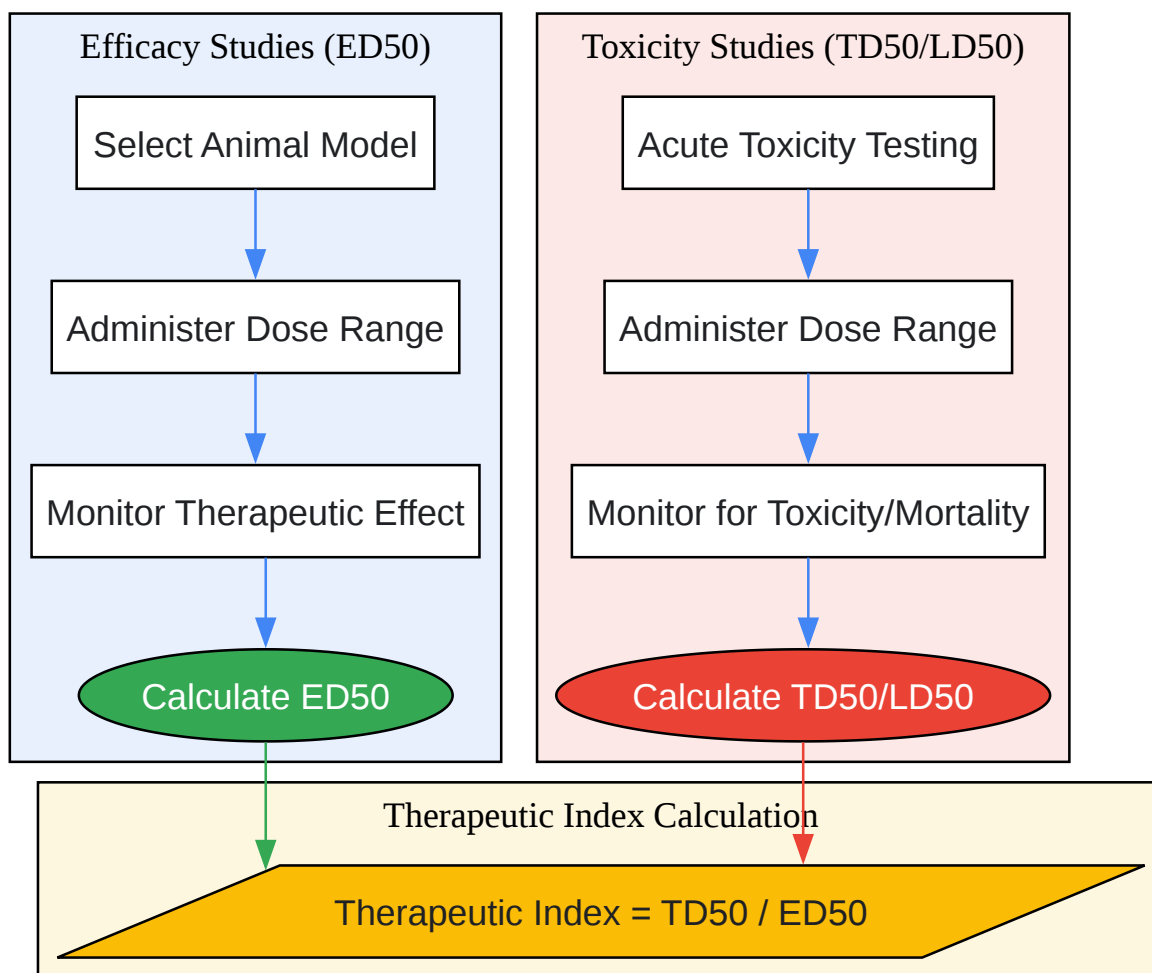 Efficacy Studies (ED50)
Select Animal Model
Administer Dose Range
Monitor Therapeutic Effect
Calculate ED50
Toxicity Studies (TD50/LD50)
Acute Toxicity Testing
Administer Dose Range
Monitor for Toxicity/Mortality
Calculate TD50/LD50
Therapeutic Index Calculation
Therapeutic Index = TD50 / ED50